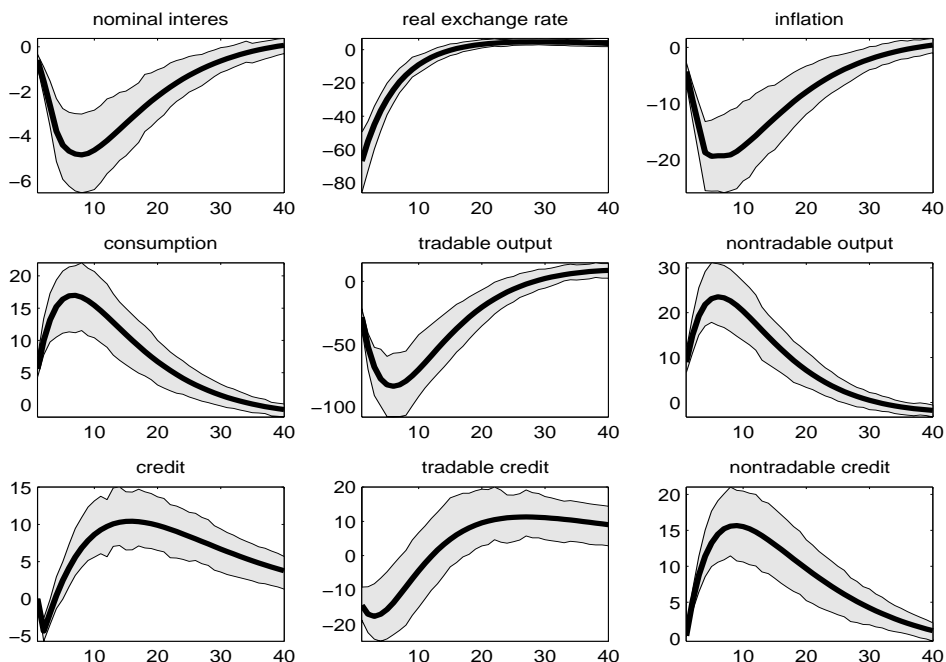 nominal interes
real exchange rate
inflation
0
−2
−4
−6
10 20 30 40
0
−20
−40
−60
−80
10 20 30 40
0
−10
−20
10 20 30 40
consumption
tradable output
nontradable output
20
15
10
5
0
10 20 30 40
0
−50
−100
10 20 30 40
30
20
10
0
10 20 30 40
credit
tradable credit
nontradable credit
15
10
5
0
−5
10 20 30 40
20
10
0
−10
−20
10 20 30 40
20
15
10
5
0
10 20 30 40